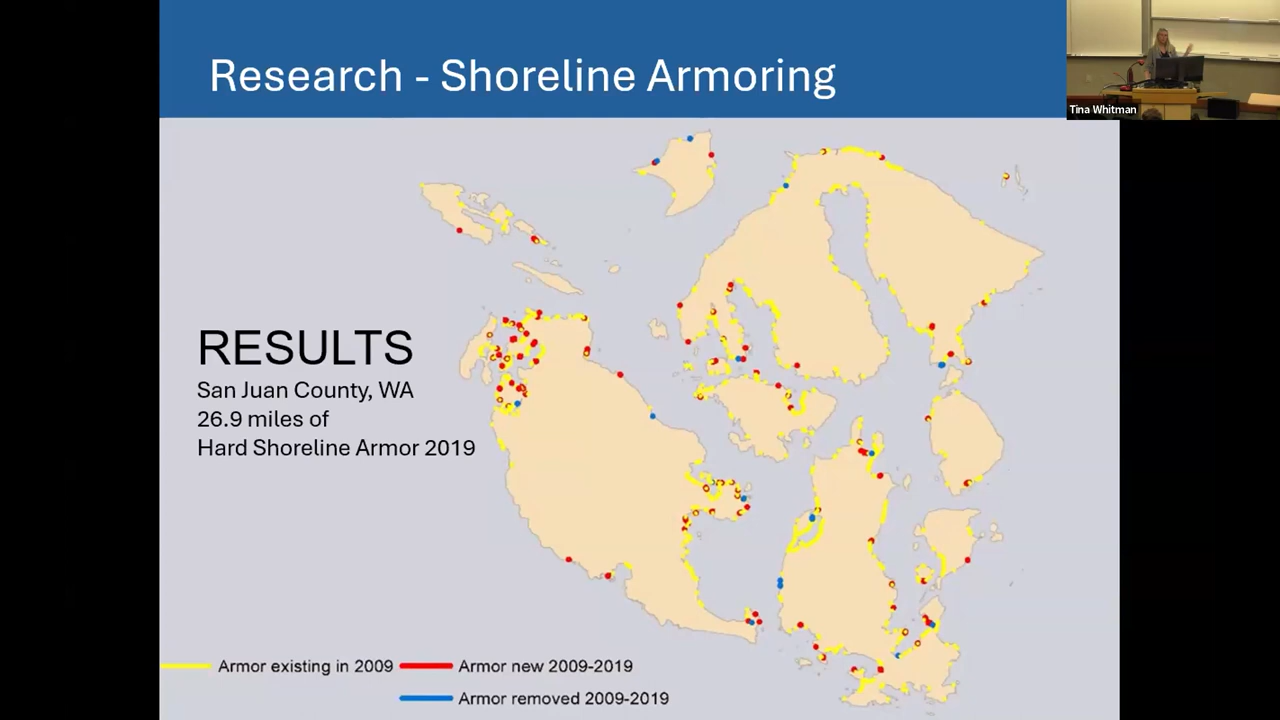 Research - Shoreline Armoring
Tina Whitman
RESULTS
San Juan County, WA
26.9 miles of
Hard Shoreline Armor 2019
Armor existing in 2009
Armor new 2009-2019
Armor removed 2009-2019